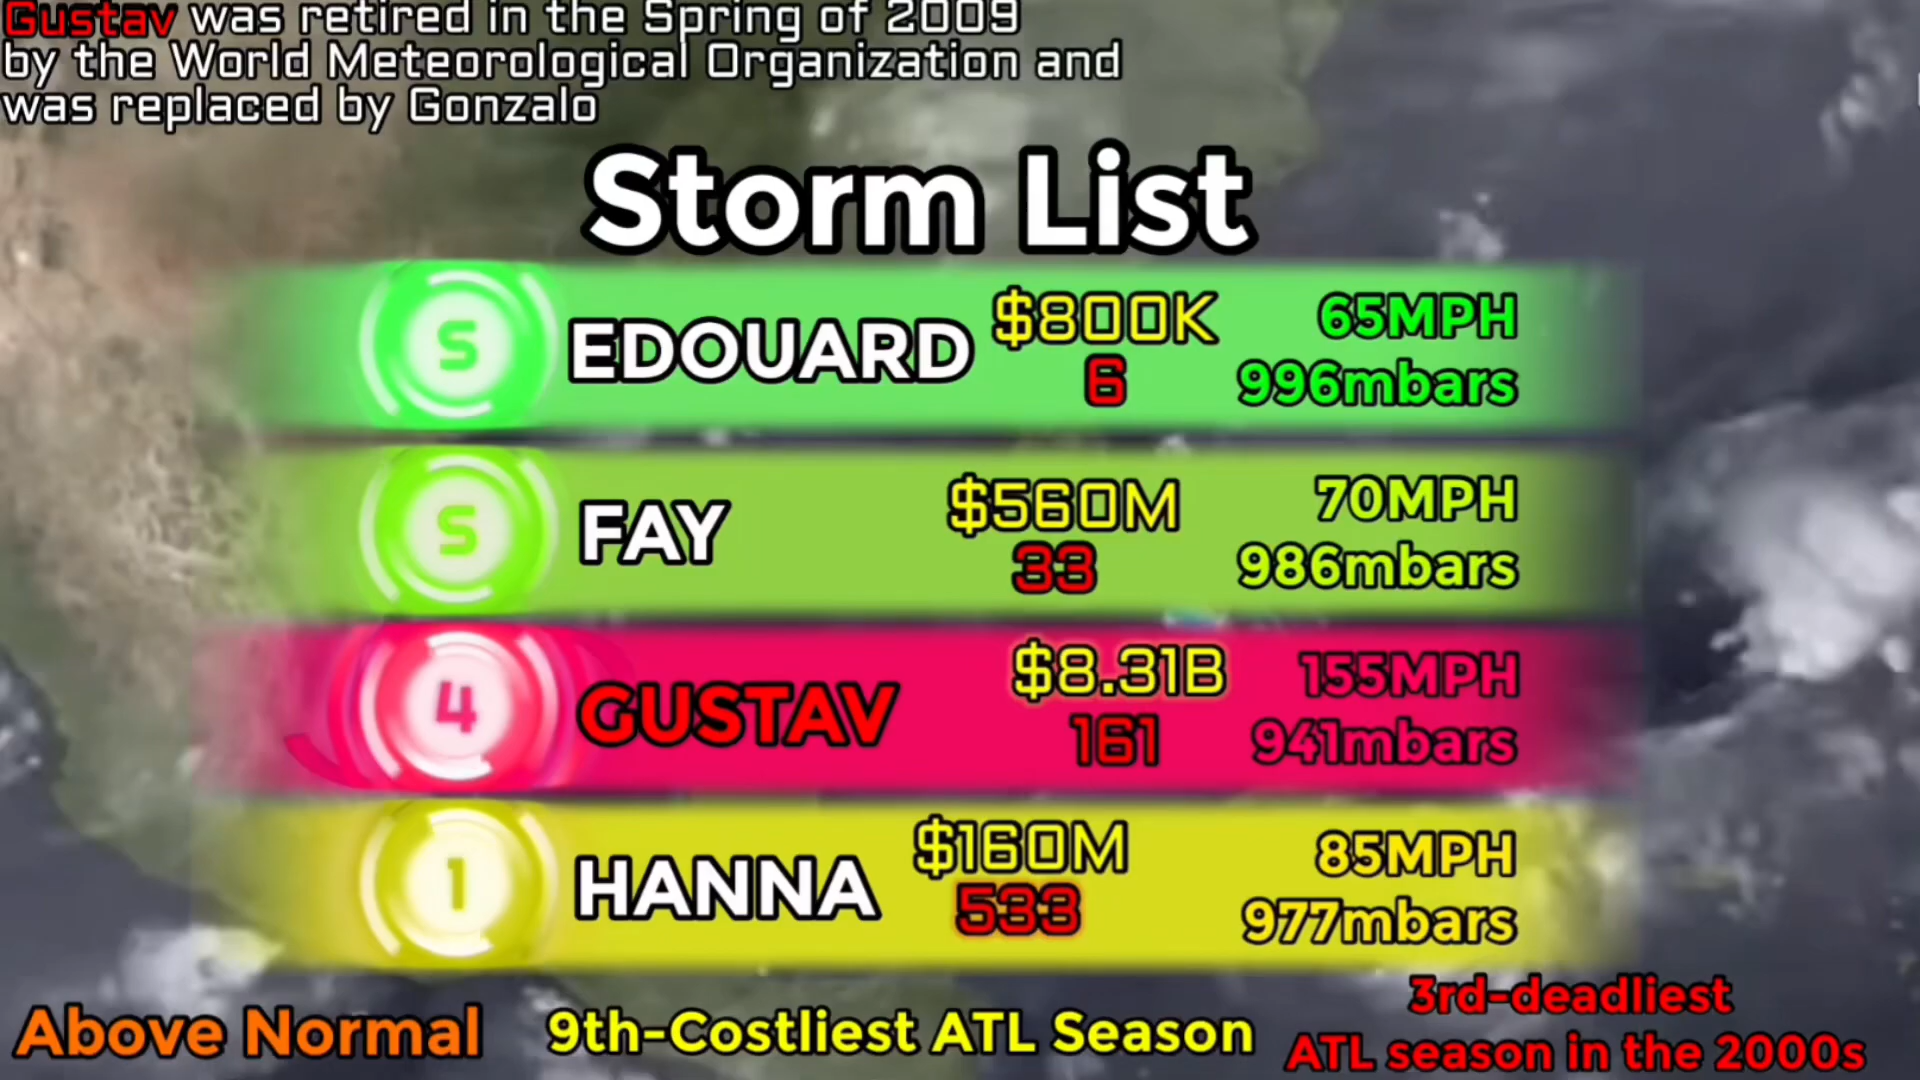 Gustav was retired in the Spring of 2009
by the World Meteorological Organization and
was replaced by Gonzalo
Storm List
S EDOUARD $800K 65MPH
6 996mbars
S FAY $560M 70MPH
33 986mbars
4 GUSTAV $8.31B 155MPH
161 941mbars
1 HANNA $160M 85MPH
533 977mbars
Above Normal
9th-Costliest ATL Season
3rd-deadliest
ATL season in the 2000s